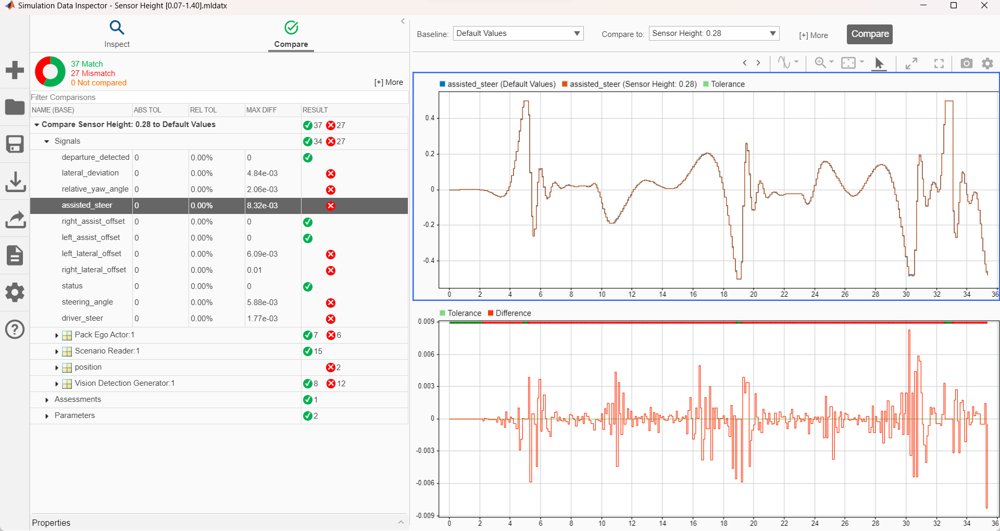 Simulation Data Inspector - Sensor Height [0.07-1.40].mldatx
Inspect
Compare
37 Match
27 Mismatch
0 Not compared
[+] More
Filter Comparisons
NAME (BASE) ABS TOL REL TOL MAX DIFF RESULT
Compare Sensor Height: 0.28 to Default Values 37 27
Signals 34 27
departure_detected 0 0.00% 0
lateral_deviation 0 0.00% 4.84e-03
relative_yaw_angle 0 0.00% 2.06e-03
assisted_steer 0 0.00% 8.32e-03
right_assist_offset 0 0.00% 0
left_assist_offset 0 0.00% 0
left_lateral_offset 0 0.00% 6.09e-03
right_lateral_offset 0 0.00% 0.01
status 0 0.00% 0
steering_angle 0 0.00% 5.88e-03
driver_steer 0 0.00% 1.77e-03
Pack Ego Actor:1 7 6
Scenario Reader:1 15
position 2
Vision Detection Generator:1 8 12
Assessments 1
Parameters 2
Properties
Baseline: Default Values Compare to: Sensor Height: 0.28 [+] More Compare
assisted_steer (Default Values) assisted_steer (Sensor Height: 0.28) Tolerance
0.4
0.2
0
-0.2
-0.4
0 2 4 6 8 10 12 14 16 18 20 22 24 26 28 30 32 34 36
Tolerance Difference
0.009
0.006
0.003
0
-0.003
-0.006
-0.009
0 2 4 6 8 10 12 14 16 18 20 22 24 26 28 30 32 34 36